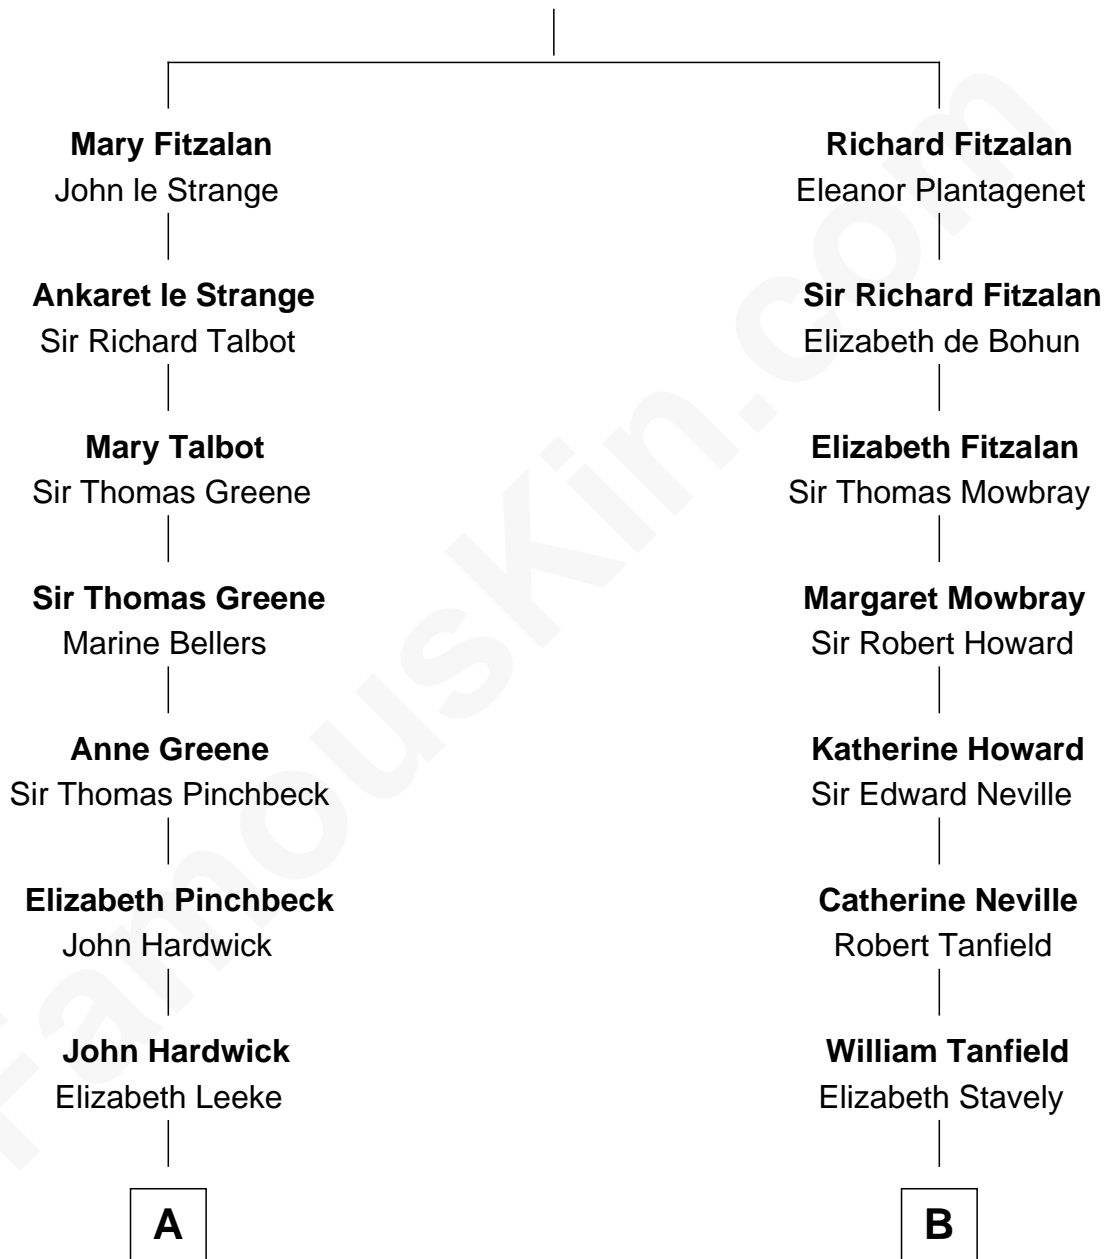 Mary Fitzalan
John le Strange
Ankaret le Strange
Sir Richard Talbot
Mary Talbot
Sir Thomas Greene
Sir Thomas Greene
Marine Bellers
Anne Greene
Sir Thomas Pinchbeck
Elizabeth Pinchbeck
John Hardwick
John Hardwick
Elizabeth Leeke
A
Richard Fitzalan
Eleanor Plantagenet
Sir Richard Fitzalan
Elizabeth de Bohun
Elizabeth Fitzalan
Sir Thomas Mowbray
Margaret Mowbray
Sir Robert Howard
Katherine Howard
Sir Edward Neville
Catherine Neville
Robert Tanfield
William Tanfield
Elizabeth Stavely
B
FamousKin.com